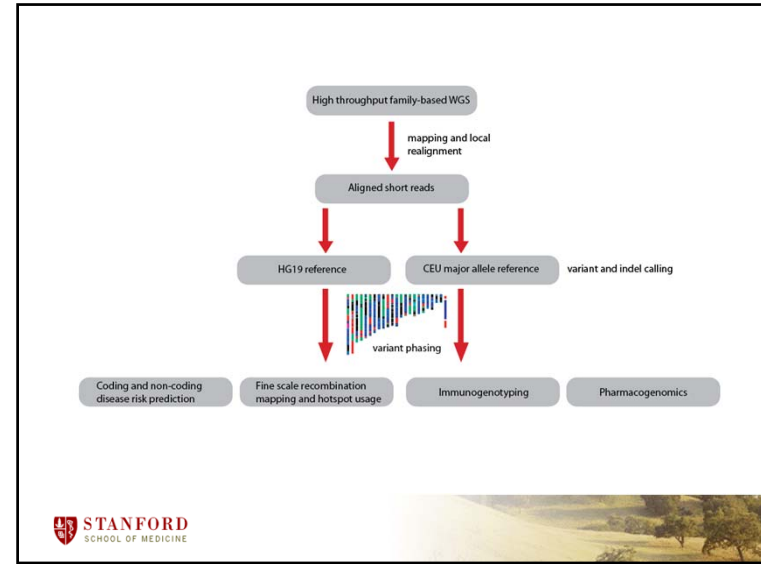 High throughput family-based WGS
mapping and local
realignment
Aligned short reads
HG19 reference
CEU major allele reference
variant and indel calling
variant phasing
Coding and non-coding
disease risk prediction
Fine scale recombination
mapping and hotspot usage
Immunogenotyping
Pharmacogenomics
STANFORD
SCHOOL OF MEDICINE